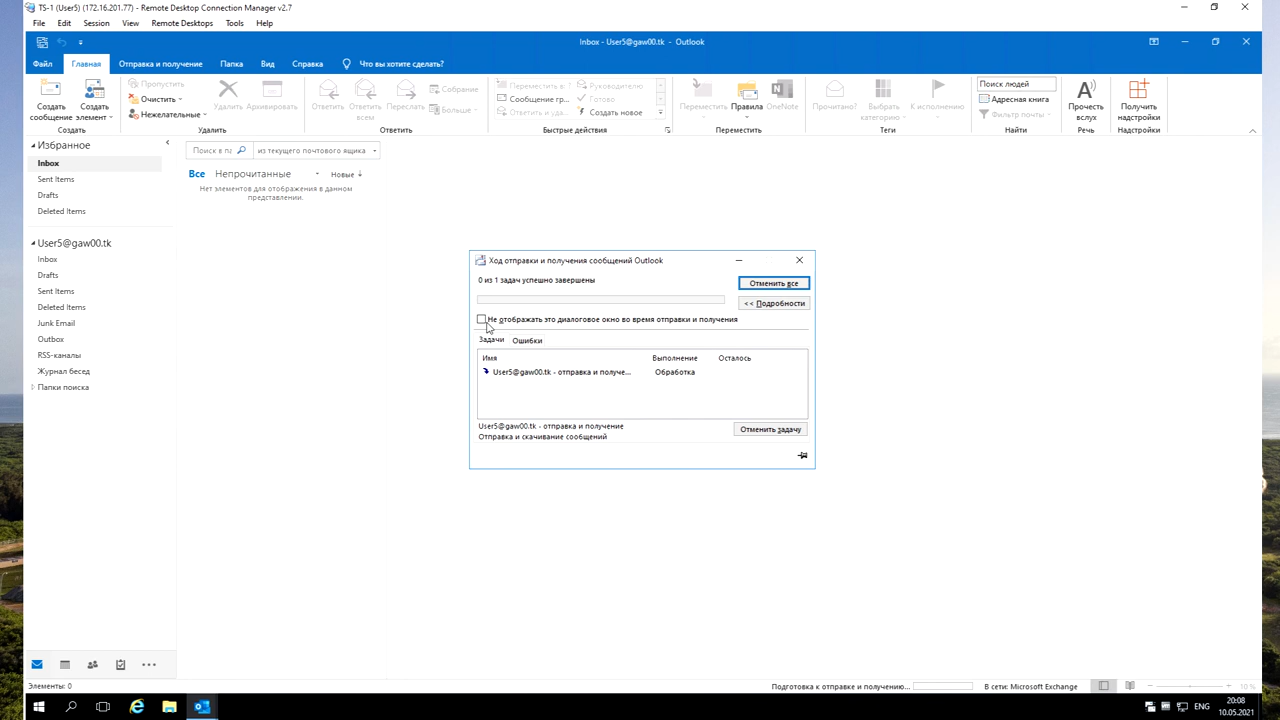 TS-1 (User5) (172.16.201.77) - Remote Desktop Connection Manager v2.7
File Edit Session View Remote Desktops Tools Help
Inbox - User5@gaw00.tk - Outlook
Файл Главная Отправка и получение Папка Вид Справка Что вы хотите сделать?
Создать сообщение
Создать элемент
Создать
Пропустить
Очистить
Нежелательные
Удалить
Архивировать
Удалить
Ответить
Ответить всем
Переслать
Собрание
Больше
Ответить
Переместить в:
Сообщение гр...
Ответить и уда...
Руководителю
Готово
Создать новое
Быстрые действия
Переместить
Правила
OneNote
Переместить
Прочитано?
Выбрать категорию
К исполнению
Теги
Поиск людей
Адресная книга
Фильтр почты
Найти
Прочесть вслух
Речь
Получить надстройки
Надстройки
Избранное
Inbox
Sent Items
Drafts
Deleted Items
User5@gaw00.tk
Inbox
Drafts
Sent Items
Deleted Items
Junk Email
Outbox
RSS-каналы
Журнал бесед
Папки поиска
Поиск в па из текущего почтового ящика
Все Непрочитанные Новые ↓
Нет элементов для отображения в данном
представлении.
Ход отправки и получения сообщений Outlook
0 из 1 задач успешно завершены
Отменить все
<< Подробности
Не отображать это диалоговое окно во время отправки и получения
Задачи Ошибки
Имя Выполнение Осталось
User5@gaw00.tk - отправка и получе... Обработка
User5@gaw00.tk - отправка и получение
Отправка и скачивание сообщений
Отменить задачу
Элементы: 0
Подготовка к отправке и получению...
В сети: Microsoft Exchange
10 %
ENG
20:08
10.05.2021